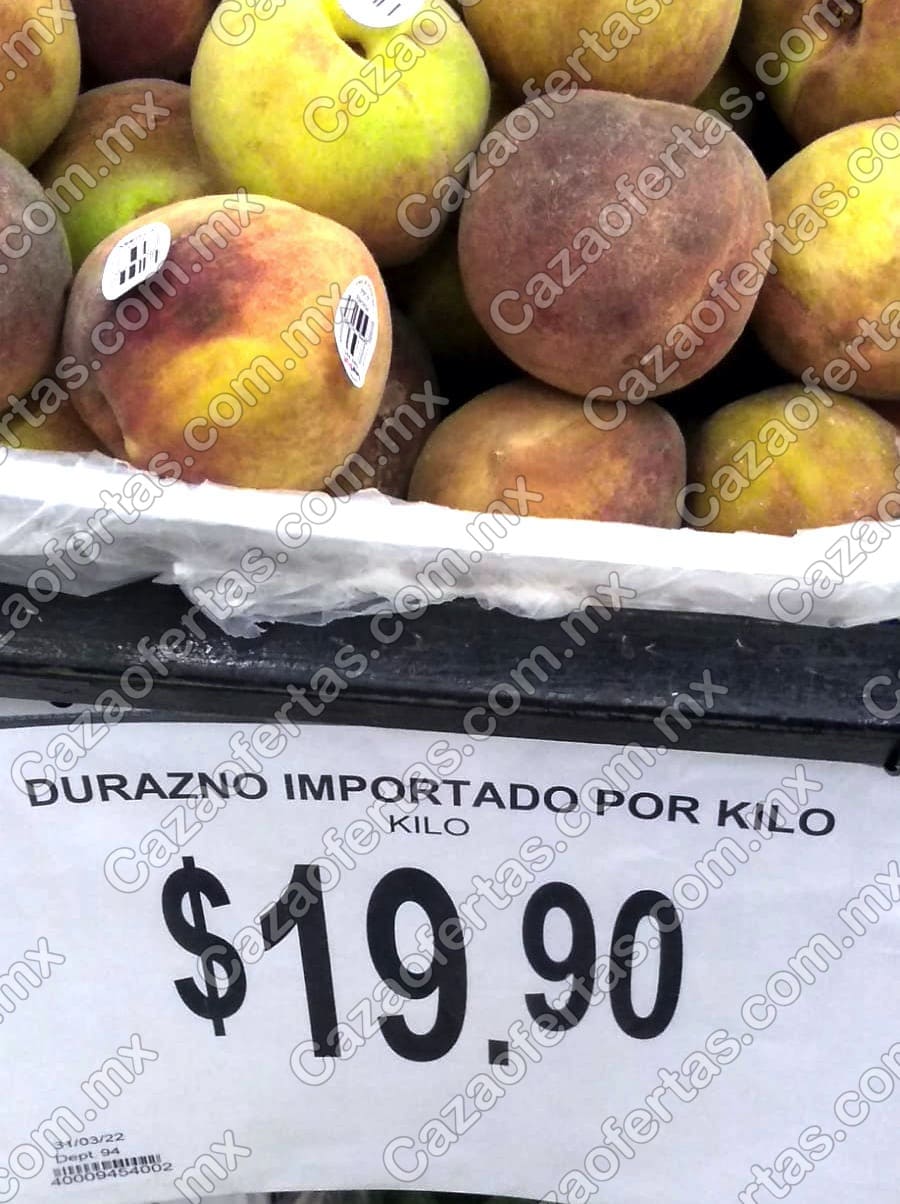 DURAZNO IMPORTADO POR KILO
KILO
$19.90
31/03/22
Dept 94
40009454002
Cazaofertas.com.mx